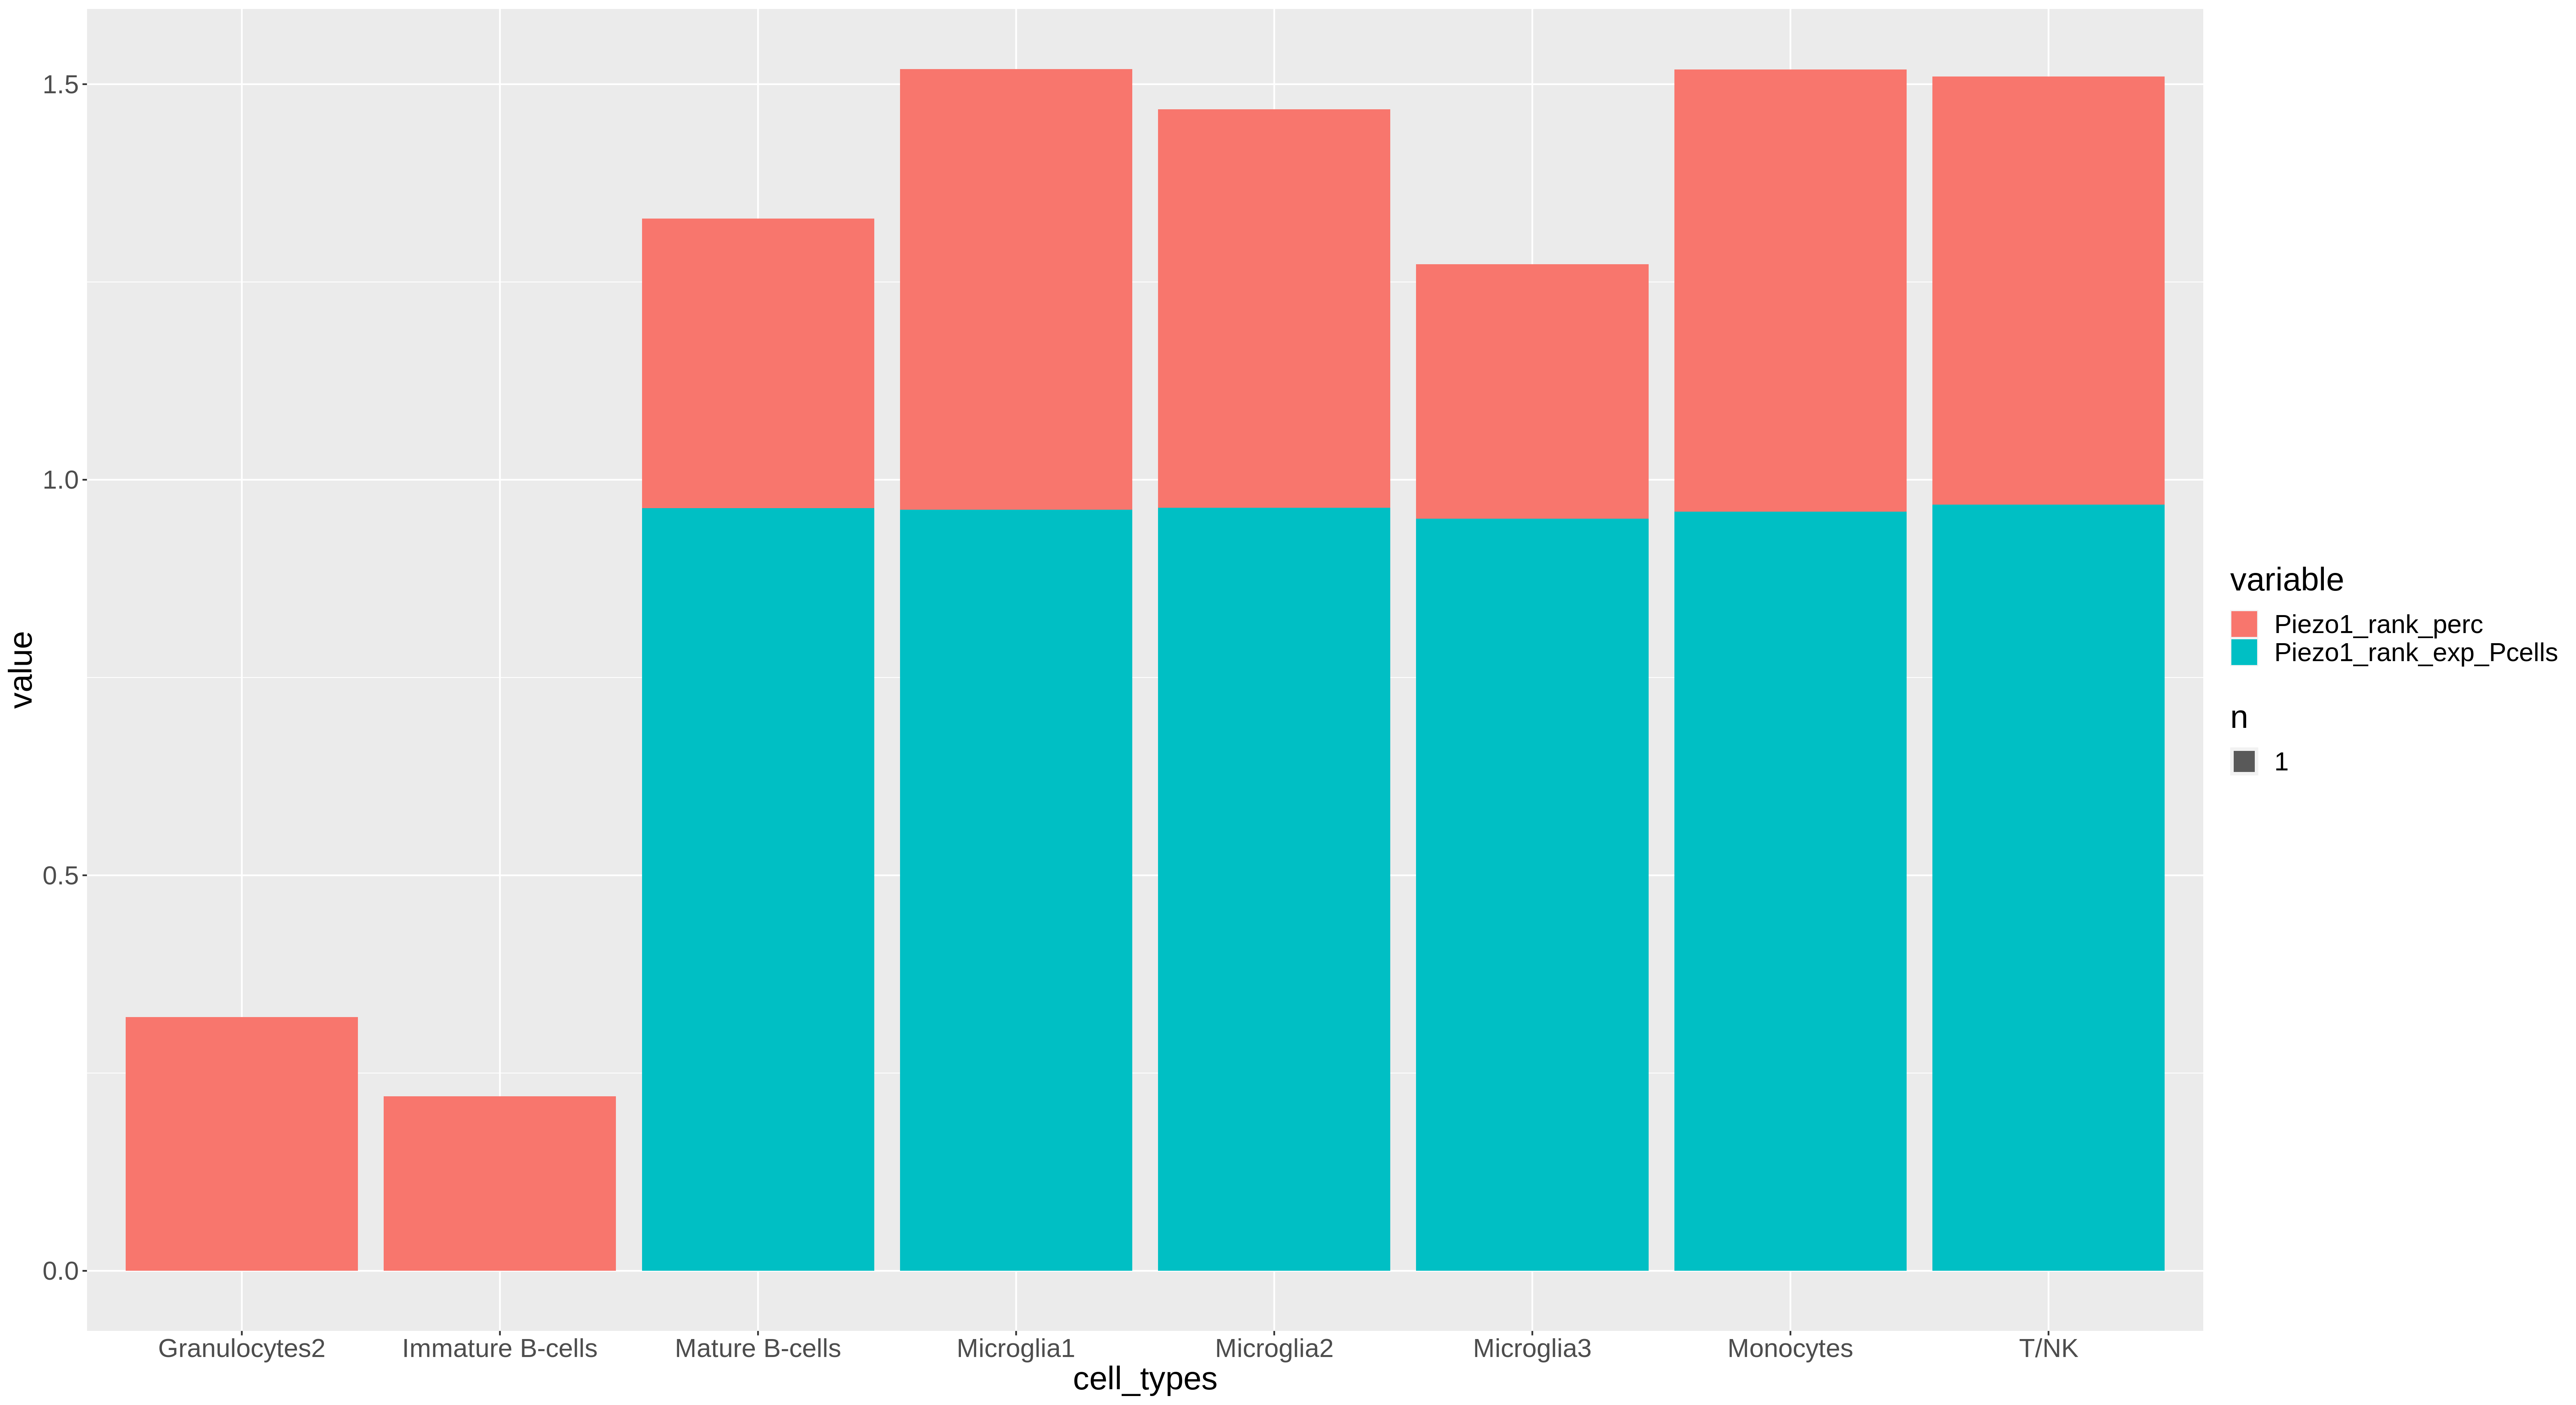 value
1.5
1.0
0.5
0.0
Granulocytes2
Immature B-cells
Mature B-cells
Microglia1
Microglia2
Microglia3
Monocytes
T/NK
cell_types
variable
Piezo1_rank_perc
Piezo1_rank_exp_Pcells
n
1